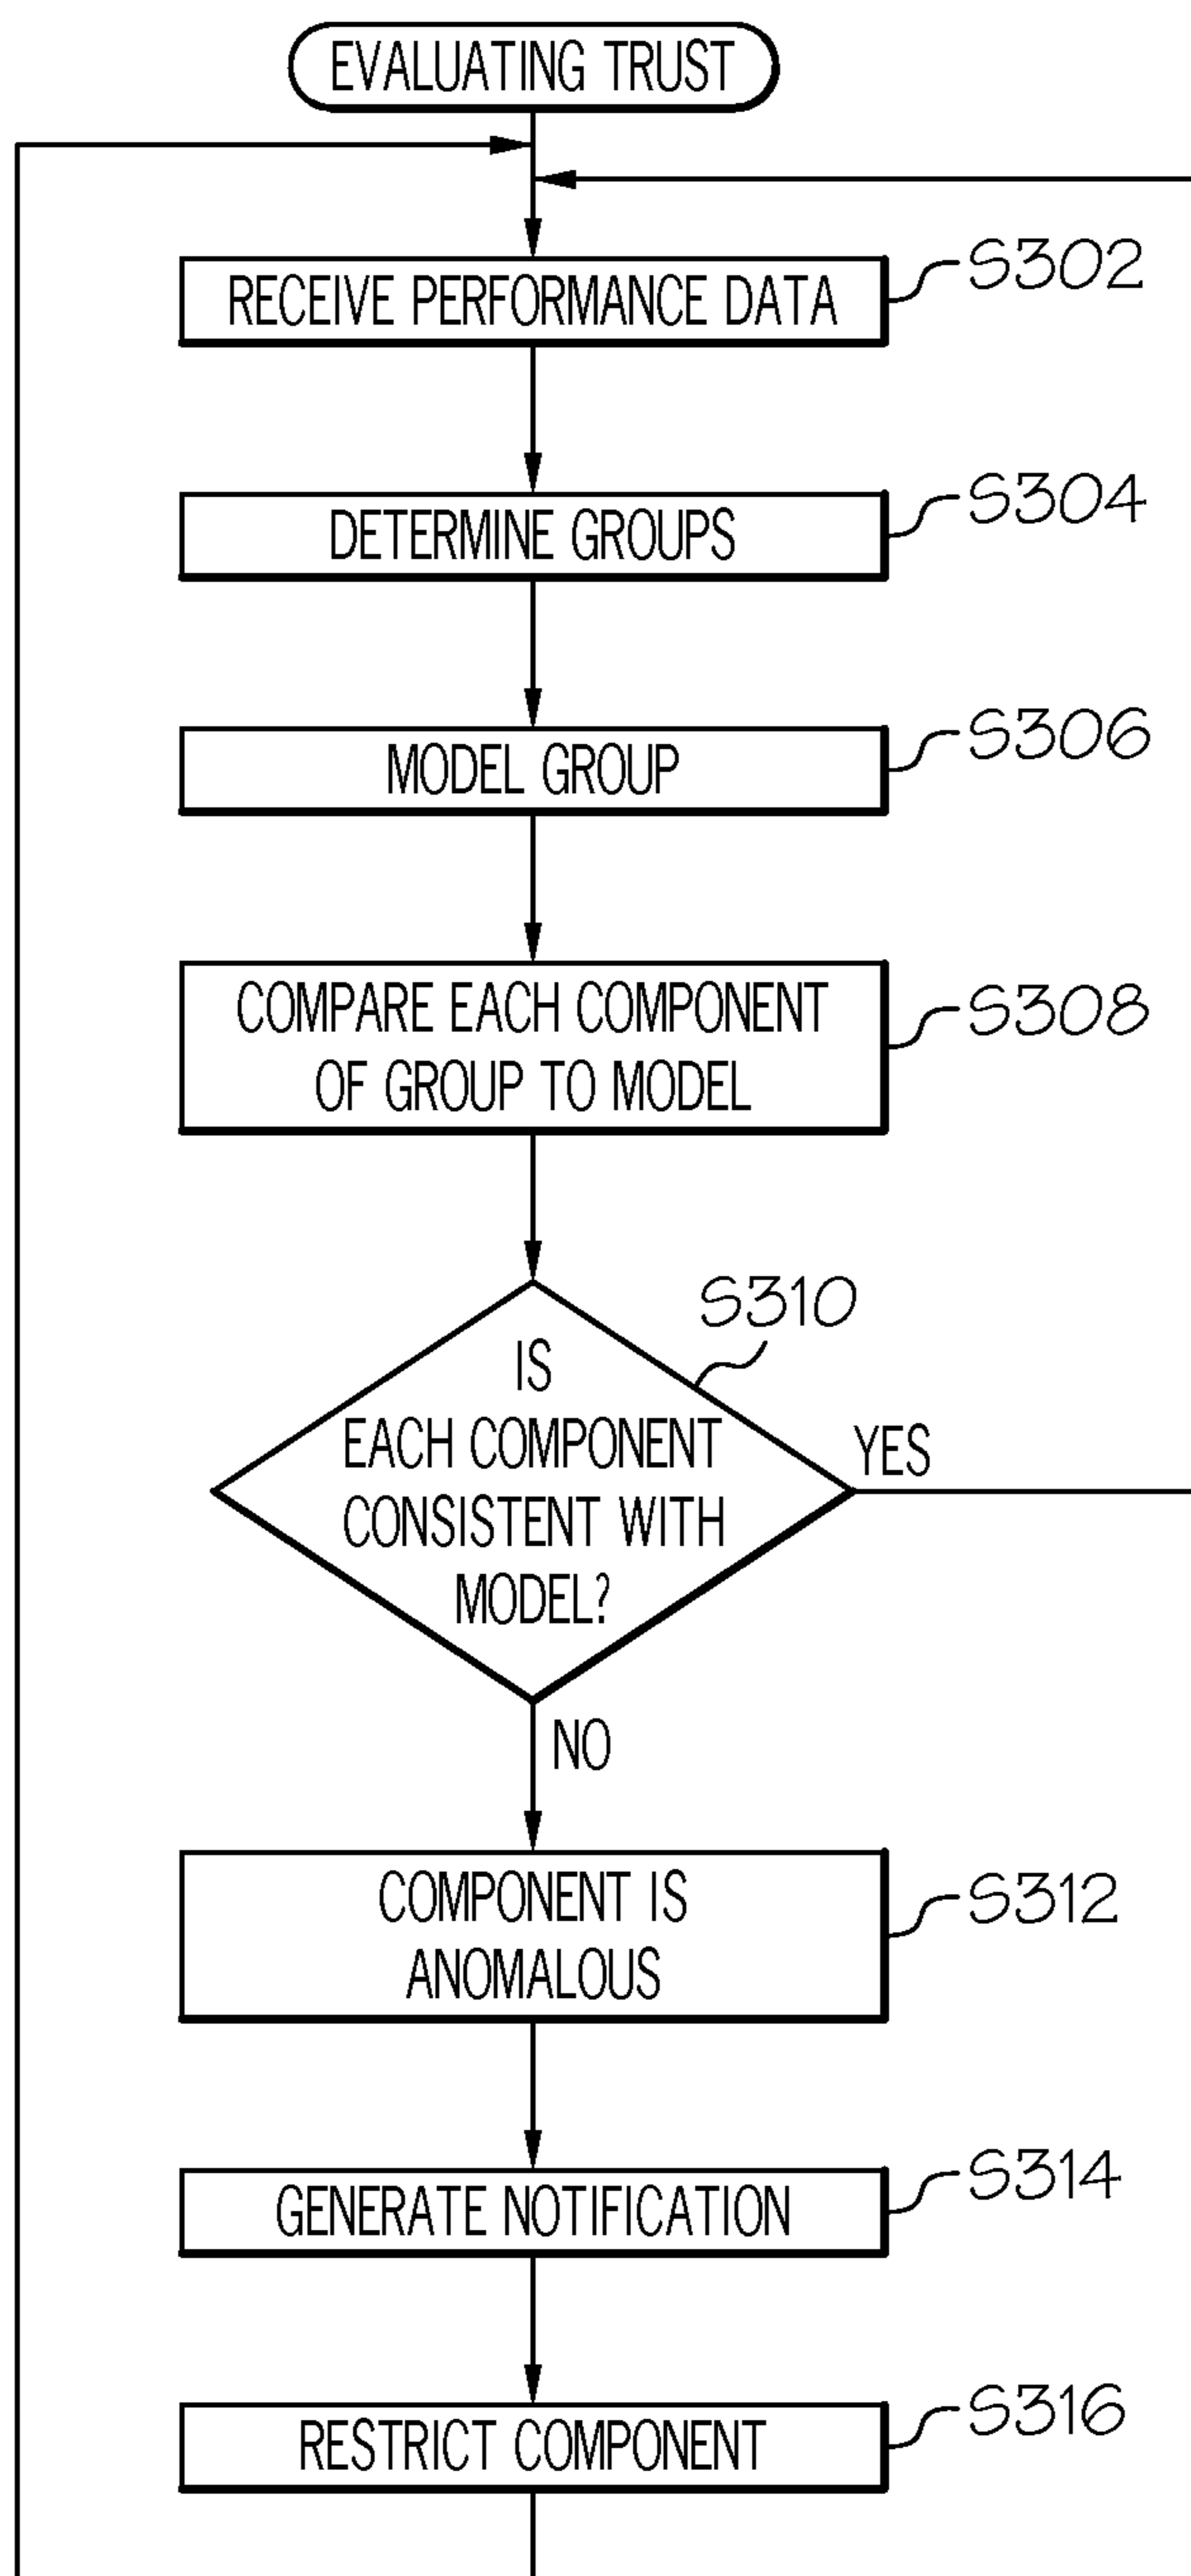 EVALUATING TRUST
RECEIVE PERFORMANCE DATA
S302
DETERMINE GROUPS
S304
MODEL GROUP
S306
COMPARE EACH COMPONENT
OF GROUP TO MODEL
S308
S310
IS
EACH COMPONENT
CONSISTENT WITH
MODEL?
YES
NO
COMPONENT IS
ANOMALOUS
S312
GENERATE NOTIFICATION
S314
RESTRICT COMPONENT
S316